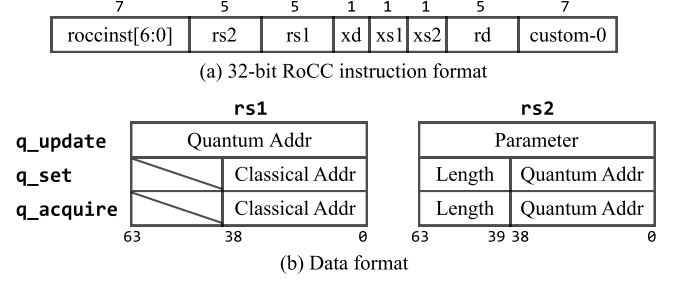 7 5 5 1 1 1 5 7
roccinst[6:0] rs2 rs1 xd xs1 xs2 rd custom-0
(a) 32-bit RoCC instruction format
rs1 rs2
q_update Quantum Addr Parameter
q_set Classical Addr Length Quantum Addr
q_acquire Classical Addr Length Quantum Addr
63 38 0 63 39 38 0
(b) Data format